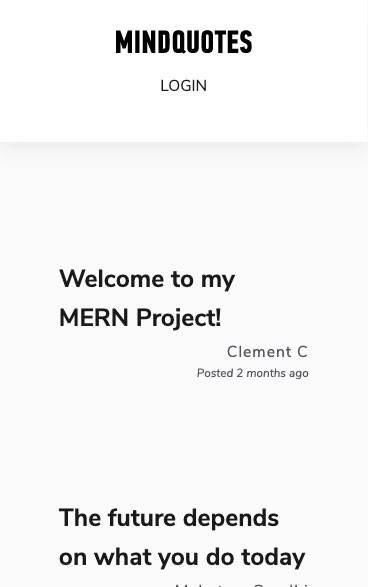 MINDQUOTES
LOGIN
Welcome to my
MERN Project!
Clement C
Posted 2 months ago
The future depends
on what you do today